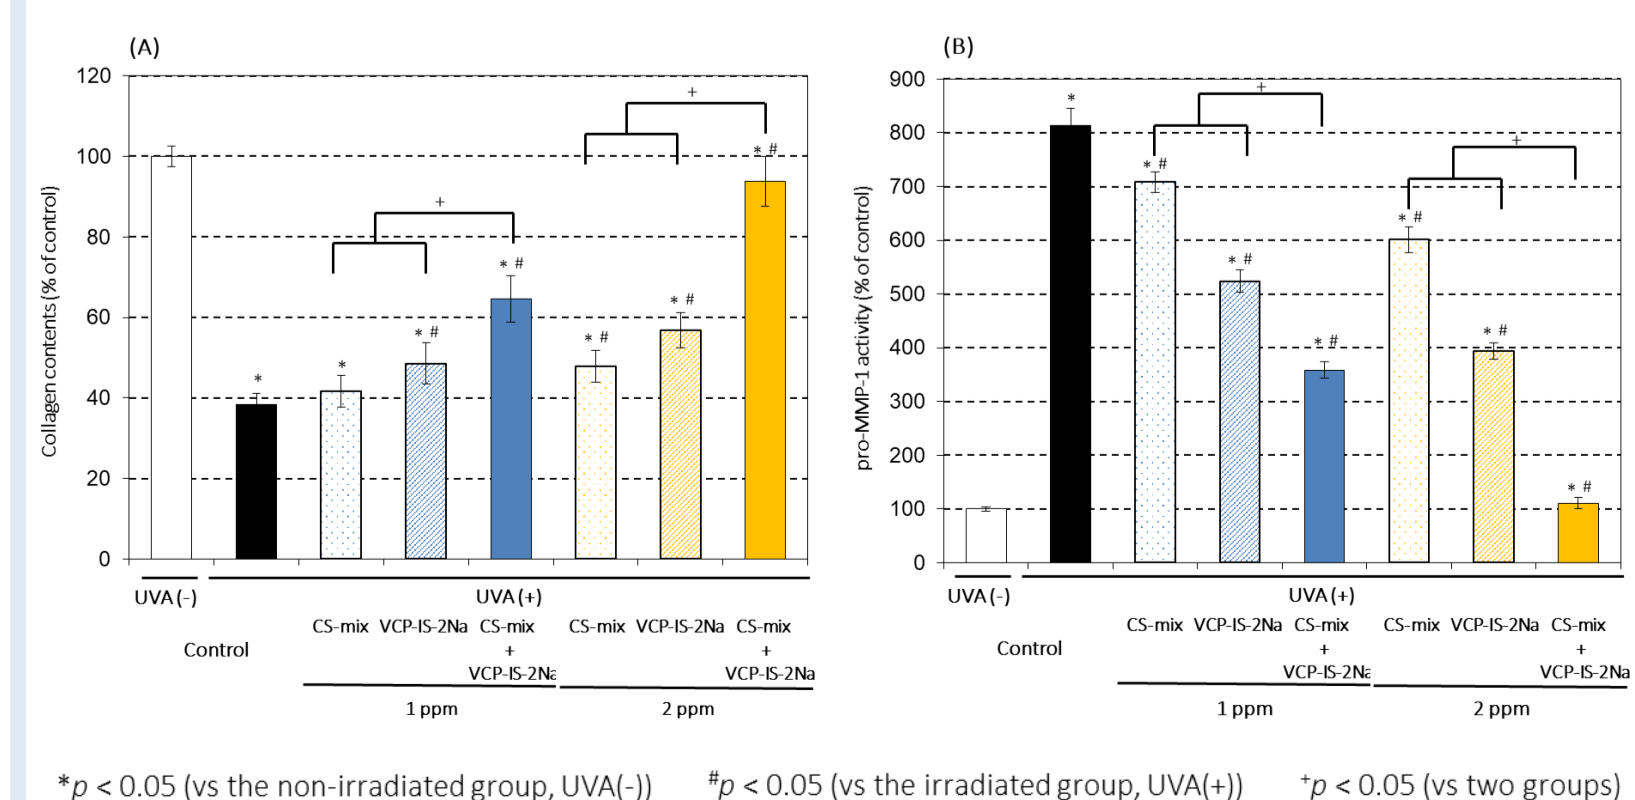 (A)
120
100
80
60
40
20
0
Collagen contents (% of control)
+
+
*
*
* #
* #
* #
* #
* #
UVA (-)
UVA (+)
Control
CS-mix
VCP-IS-2Na
CS-mix
+
VCP-IS-2Na
CS-mix
VCP-IS-2Na
CS-mix
+
VCP-IS-2Na
1 ppm
2 ppm
(B)
900
800
700
600
500
400
300
200
100
0
pro-MMP-1 activity (% of control)
+
+
*
* #
* #
* #
* #
* #
* #
UVA (-)
UVA (+)
Control
CS-mix
VCP-IS-2Na
CS-mix
+
VCP-IS-2Na
CS-mix
VCP-IS-2Na
CS-mix
+
VCP-IS-2Na
1 ppm
2 ppm
*p < 0.05 (vs the non-irradiated group, UVA(-))
#p < 0.05 (vs the irradiated group, UVA(+))
+p < 0.05 (vs two groups)